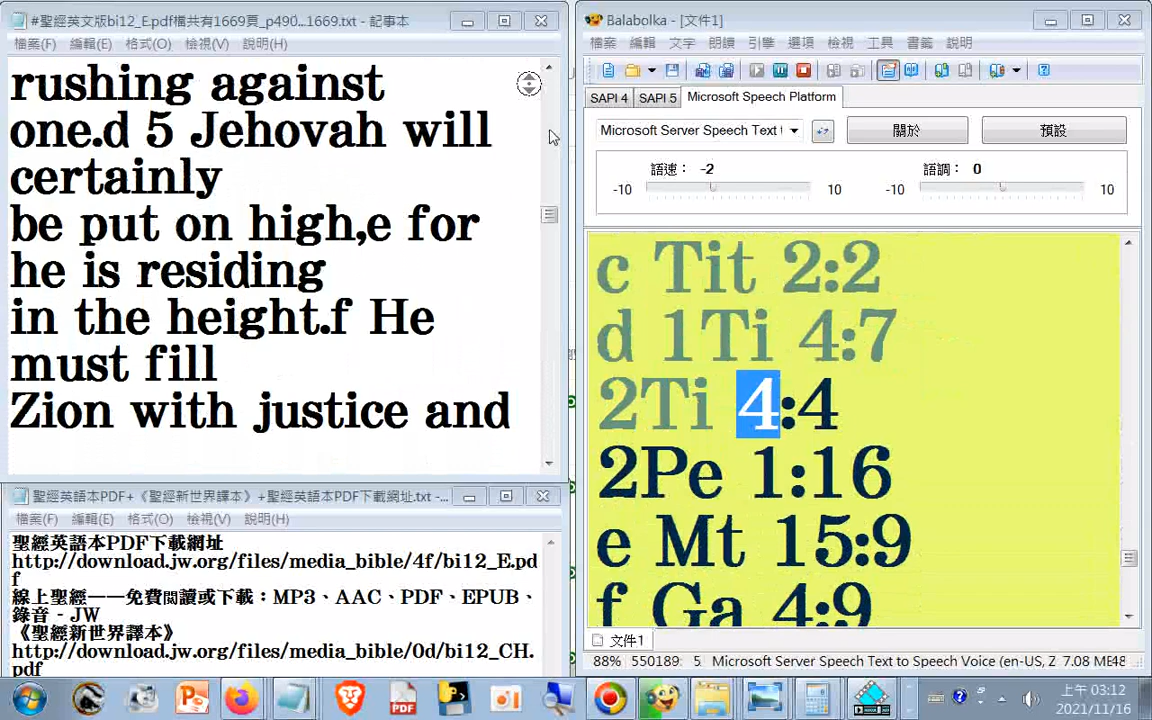 #聖經英文版bi12_E.pdf檔共有1669頁_p490...1669.txt - 記事本
檔案(F) 編輯(E) 格式(O) 檢視(V) 說明(H)
rushing against
one.d 5 Jehovah will
certainly
be put on high,e for
he is residing
in the height.f He
must fill
Zion with justice and
聖經英語本PDF+《聖經新世界譯本》+聖經英語本PDF下載網址.txt -...
檔案(F) 編輯(E) 格式(O) 檢視(V) 說明(H)
聖經英語本PDF下載網址
http://download.jw.org/files/media_bible/4f/bi12_E.pd
f
線上聖經——免費閱讀或下載：MP3、AAC、PDF、EPUB、
錄音 - JW
《聖經新世界譯本》
http://download.jw.org/files/media_bible/0d/bi12_CH.
pdf
Balabolka - [文件1]
檔案 編輯 文字 朗讀 引擎 選項 檢視 工具 書籤 說明
SAPI 4 SAPI 5 Microsoft Speech Platform
Microsoft Server Speech Text 關於 預設
語速： -2 語調： 0
-10 10 -10 10
c Tit 2:2
d 1Ti 4:7
2Ti 4:4
2Pe 1:16
e Mt 15:9
f Ga 4:9
文件1
88% 550189: 5 Microsoft Server Speech Text to Speech Voice (en-US, Z 7.08 ME48
上午 03:12
2021/11/16